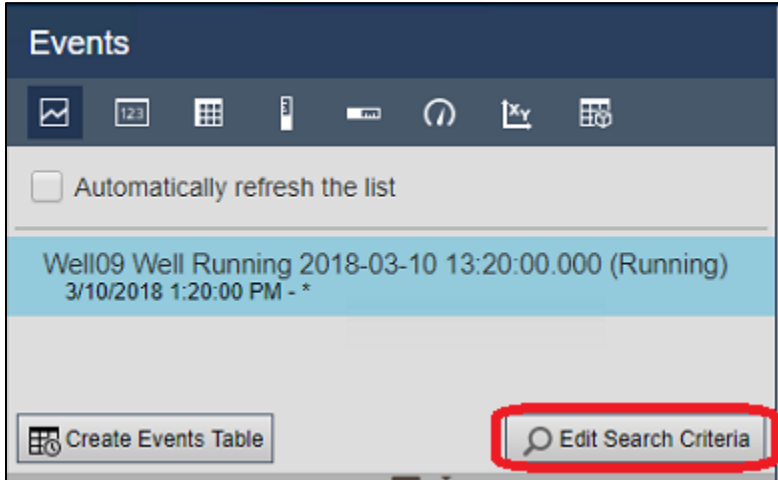 Events
123
XY
Automatically refresh the list
Well09 Well Running 2018-03-10 13:20:00.000 (Running)
3/10/2018 1:20:00 PM - *
Create Events Table
Edit Search Criteria